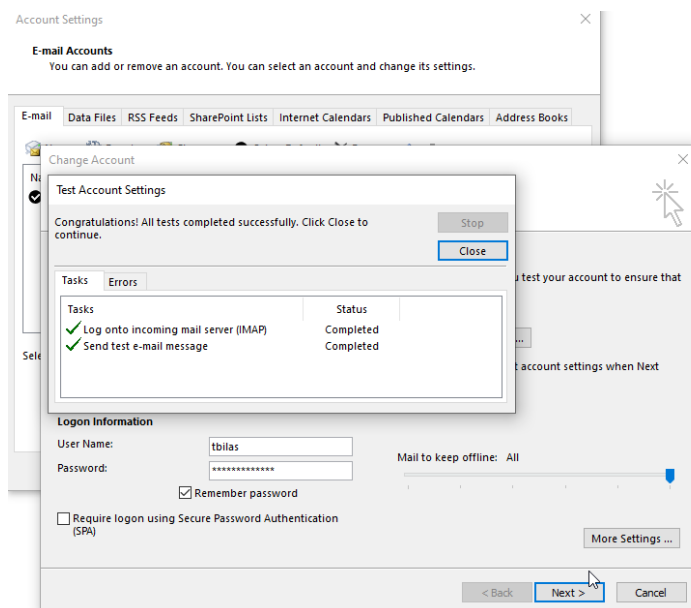 Account Settings
E-mail Accounts
You can add or remove an account. You can select an account and change its settings.
E-mail Data Files RSS Feeds SharePoint Lists Internet Calendars Published Calendars Address Books
Change Account
Test Account Settings
Congratulations! All tests completed successfully. Click Close to
continue.
Stop
Close
Tasks Errors
Tasks Status
Log onto incoming mail server (IMAP) Completed
Send test e-mail message Completed
test your account to ensure that
...
account settings when Next
Logon Information
User Name: tbilas
Password: *************
Remember password
Mail to keep offline: All
Require logon using Secure Password Authentication
(SPA)
More Settings ...
< Back Next > Cancel